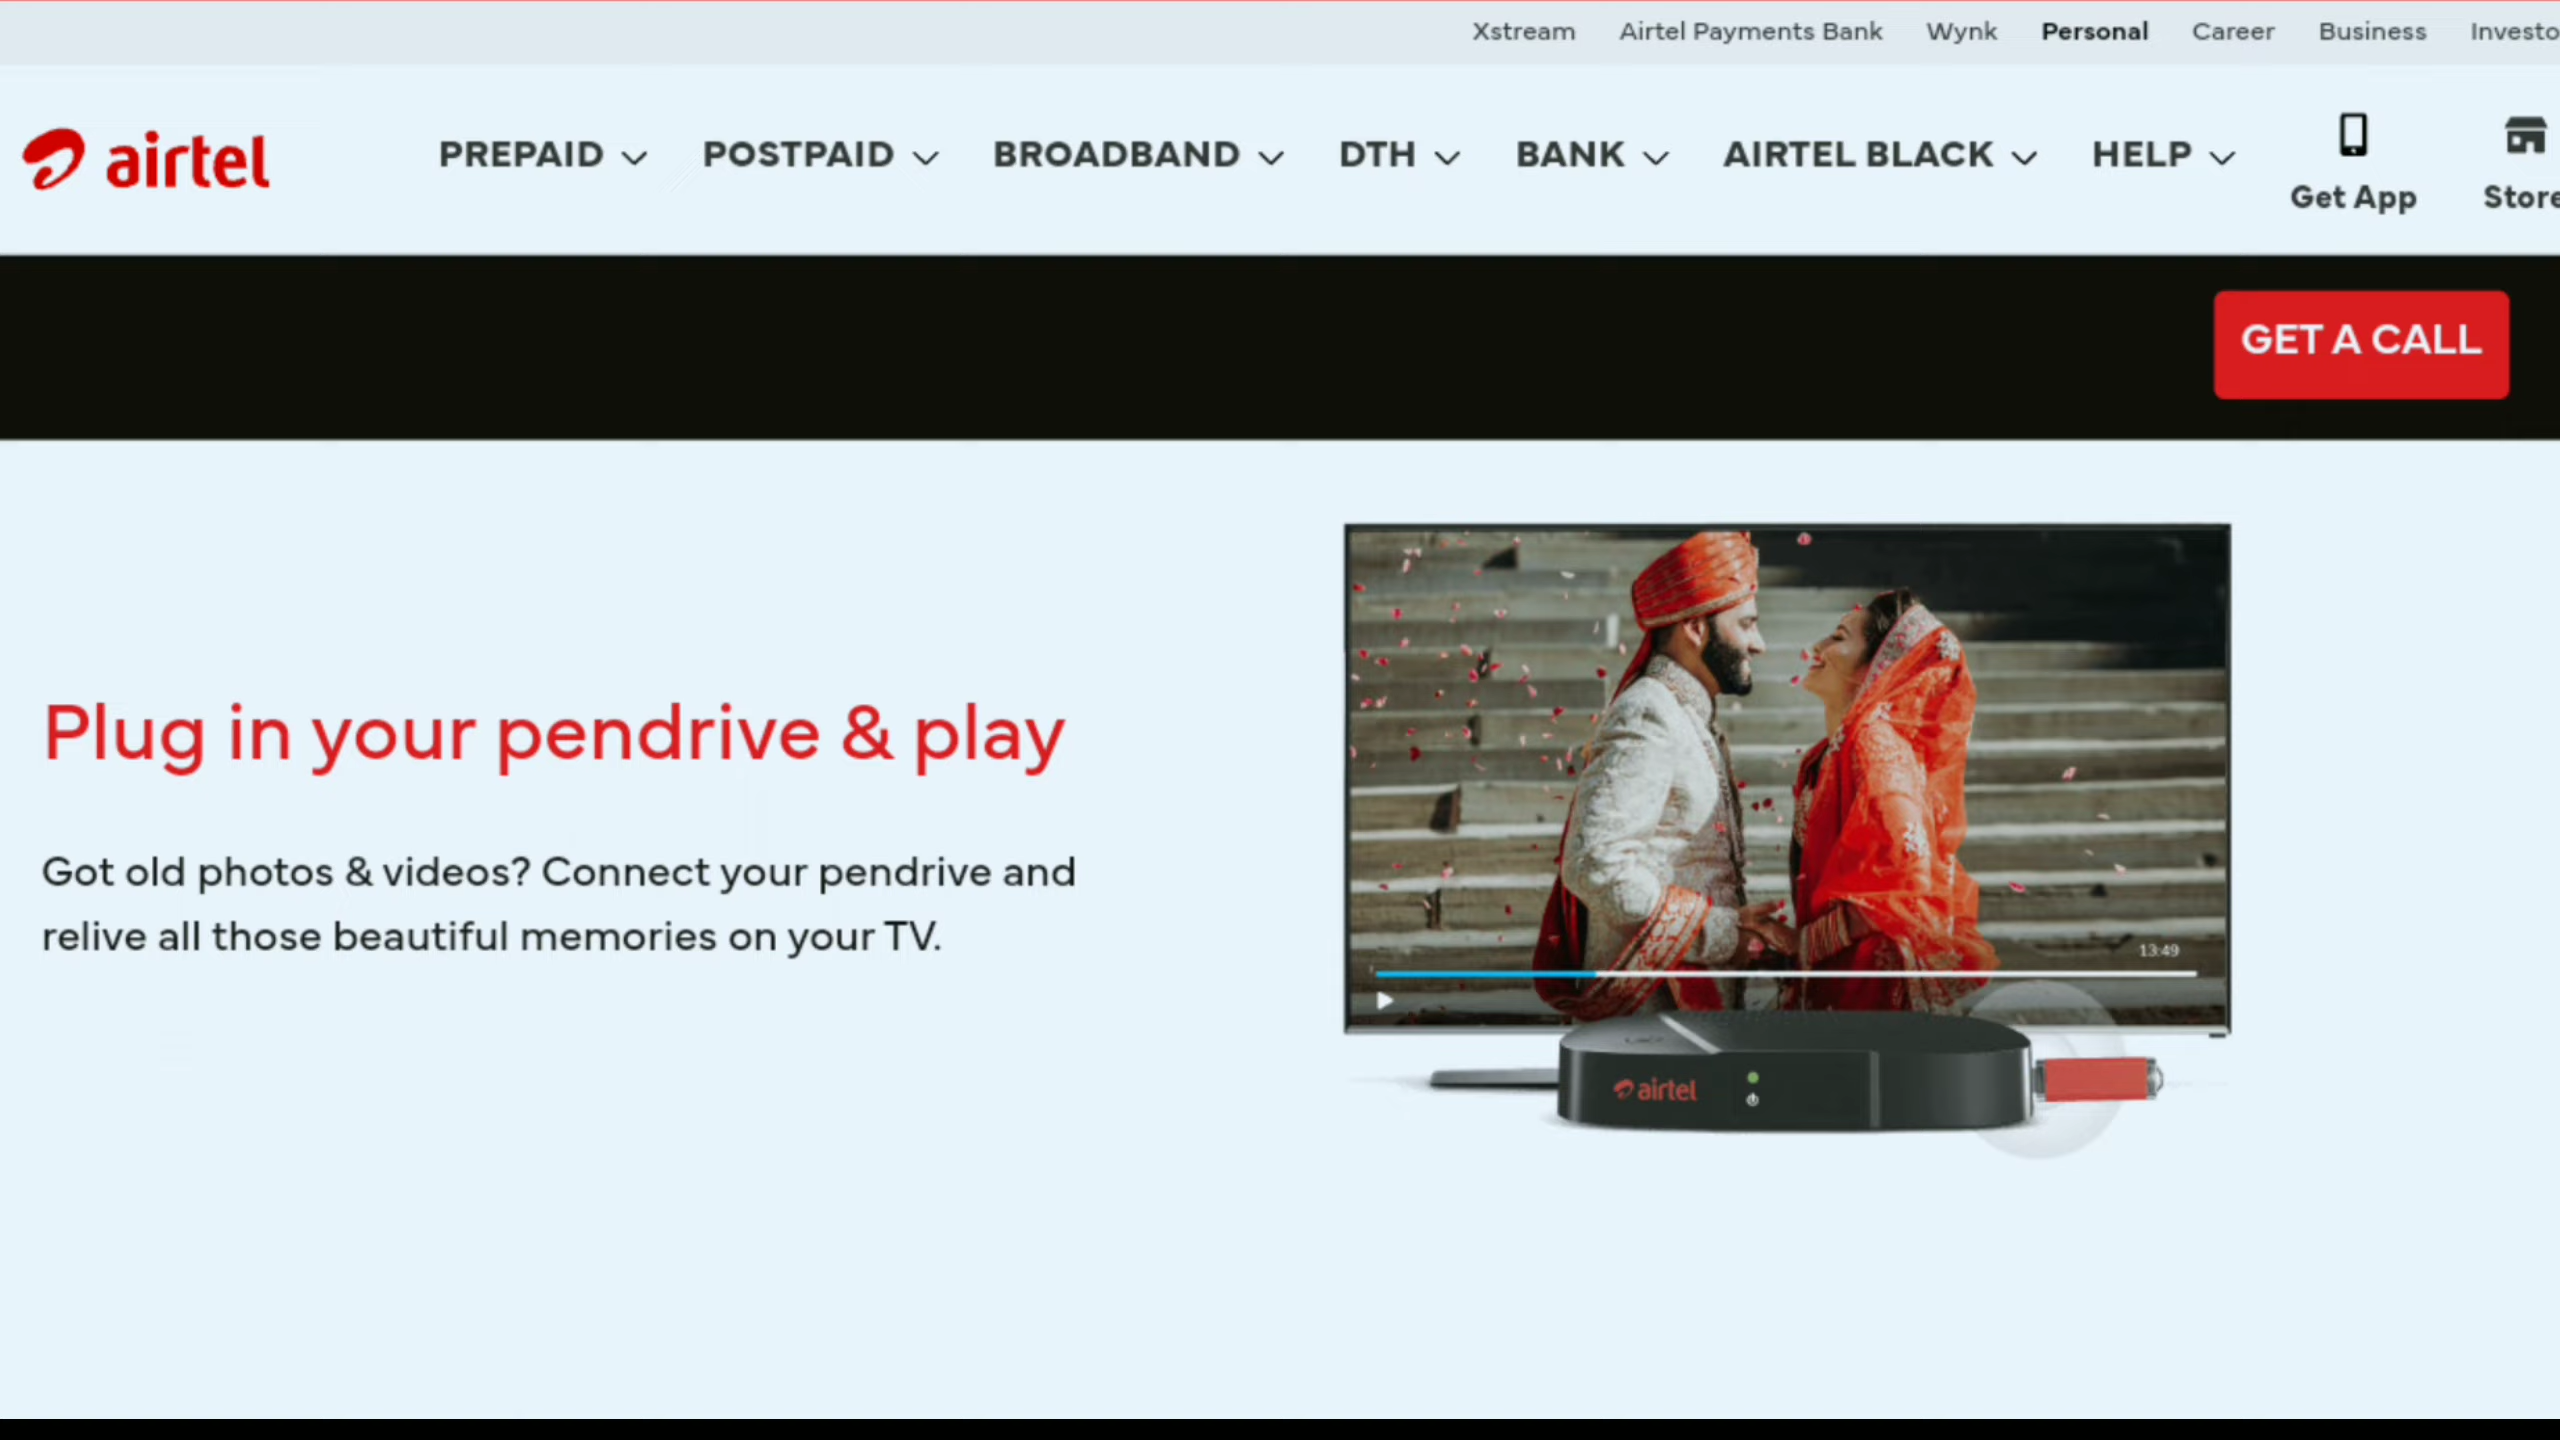 Xstream Airtel Payments Bank Wynk Personal Career Business Investo
airtel PREPAID POSTPAID BROADBAND DTH BANK AIRTEL BLACK HELP Get App Store
GET A CALL
Plug in your pendrive & play
Got old photos & videos? Connect your pendrive and
relive all those beautiful memories on your TV.
13:49
airtel